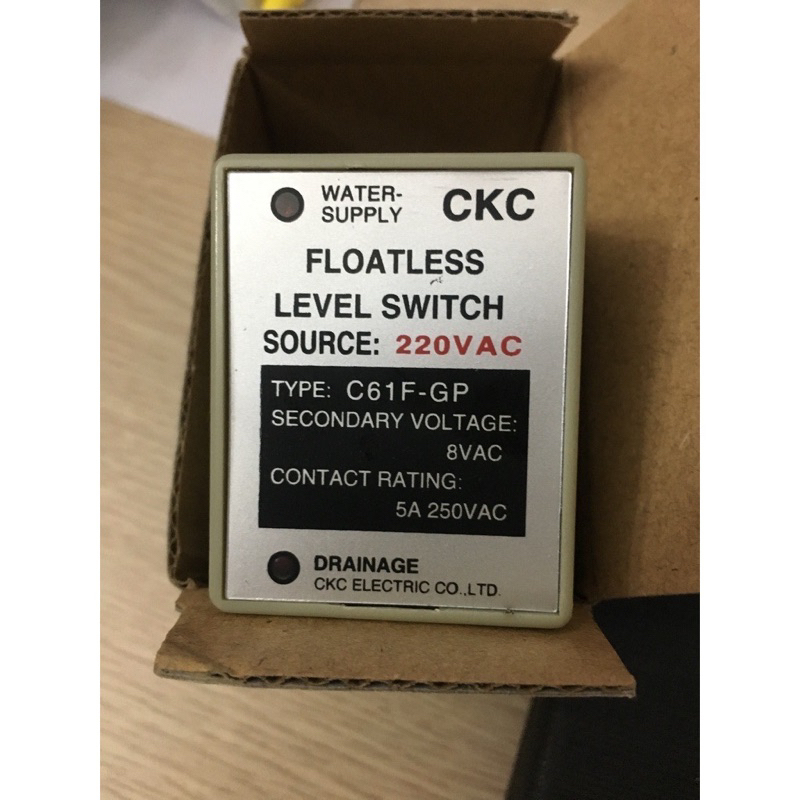 WATER-
SUPPLY
CKC
FLOATLESS
LEVEL SWITCH
SOURCE: 220VAC
TYPE: C61F-GP
SECONDARY VOLTAGE:
8VAC
CONTACT RATING:
5A 250VAC
DRAINAGE
CKC ELECTRIC CO.,LTD.